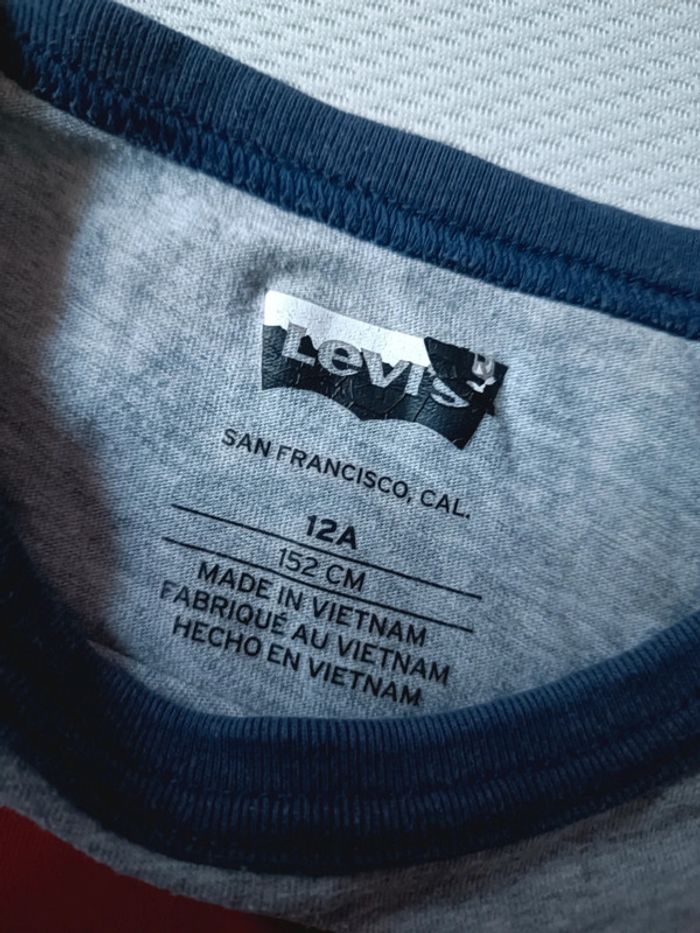 Levi's
SAN FRANCISCO, CAL.
12A
152 CM
MADE IN VIETNAM
FABRIQUÉ AU VIETNAM
HECHO EN VIETNAM